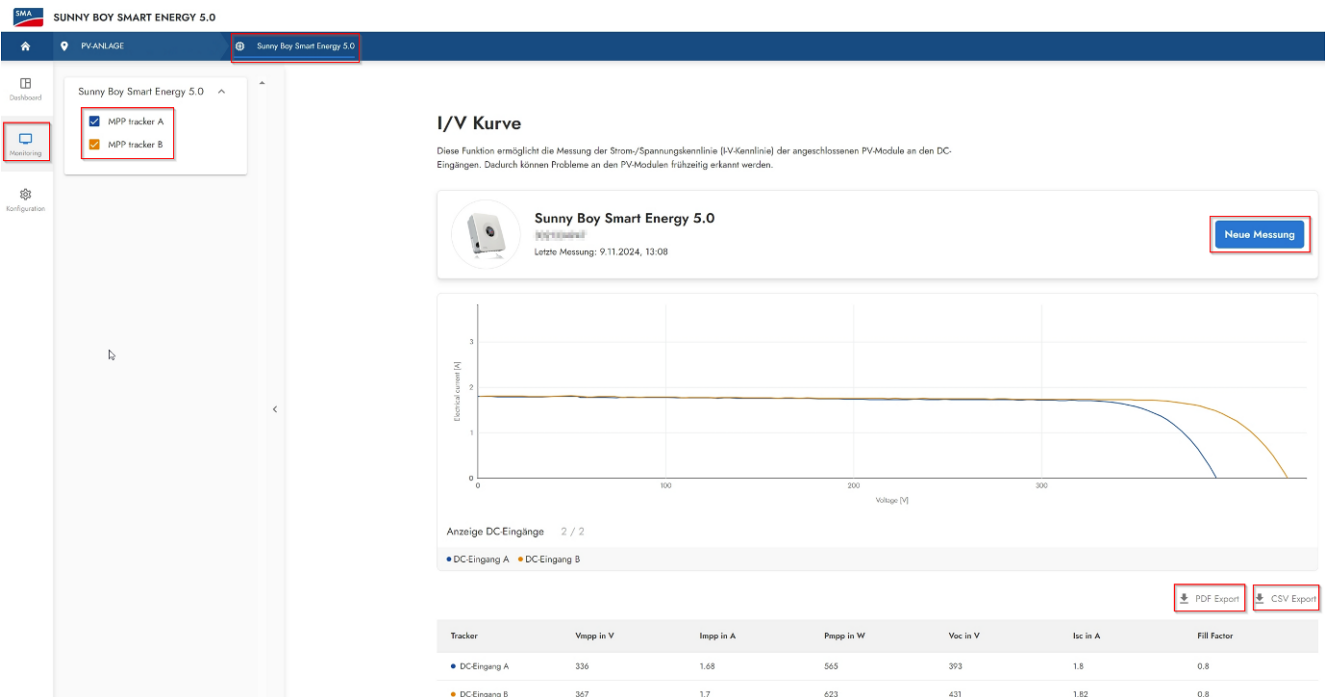 SMA
SUNNY BOY SMART ENERGY 5.0
PV-ANLAGE
Sunny Boy Smart Energy 5.0
Dashboard
Monitoring
Konfiguration
Sunny Boy Smart Energy 5.0
MPP tracker A
MPP tracker B
I/V Kurve
Diese Funktion ermöglicht die Messung der Strom-/Spannungskennlinie (I-V-Kennlinie) der angeschlossenen PV-Module an den DC-
Eingängen. Dadurch können Probleme an den PV-Modulen frühzeitig erkannt werden.
Sunny Boy Smart Energy 5.0
Letzte Messung: 9.11.2024, 13:08
Neue Messung
Electrical current [A]
3
2
1
0
0 100 200 300
Voltage [V]
Anzeige DC-Eingänge 2 / 2
DC-Eingang A DC-Eingang B
PDF Export CSV Export
Tracker Vmpp in V Impp in A Pmpp in W Voc in V Isc in A Fill Factor
DC-Eingang A 336 1.68 565 393 1.8 0.8
DC-Eingang B 367 1.7 623 431 1.82 0.8